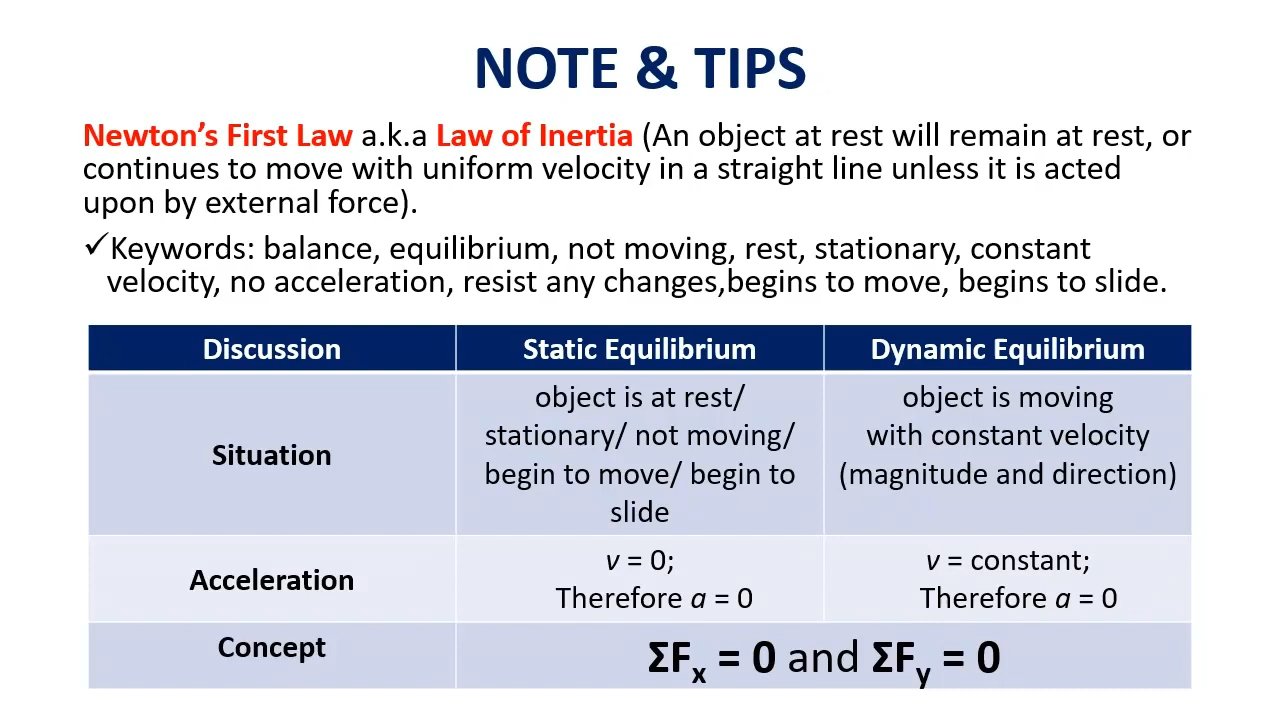 NOTE & TIPS
Newton’s First Law a.k.a Law of Inertia (An object at rest will remain at rest, or
continues to move with uniform velocity in a straight line unless it is acted
upon by external force).
✓Keywords: balance, equilibrium, not moving, rest, stationary, constant
velocity, no acceleration, resist any changes,begins to move, begins to slide.
Discussion
Static Equilibrium
Dynamic Equilibrium
Situation
object is at rest/
stationary/ not moving/
begin to move/ begin to
slide
object is moving
with constant velocity
(magnitude and direction)
Acceleration
v = 0;
Therefore a = 0
v = constant;
Therefore a = 0
Concept
ΣFx = 0 and ΣFy = 0